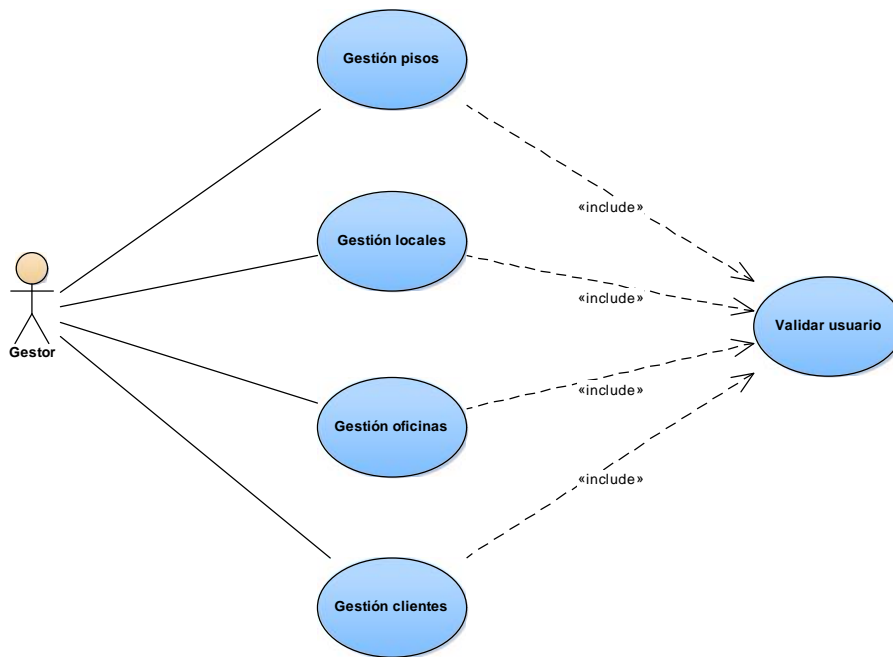 Gestión pisos
«include»
Gestión locales
«include»
Validar usuario
Gestor
Gestión oficinas
«include»
«include»
Gestión clientes